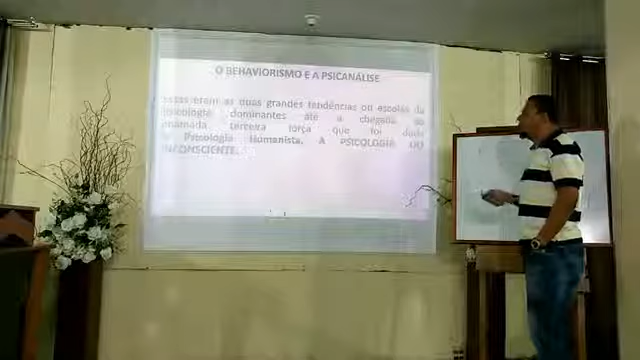 O BEHAVIORISMO E A PSICANÁLISE
Essas eram as duas grandes tendências ou escolas da
psicologia dominantes até a chegada da
chamada terceira força que foi dada
a Psicologia Humanista. A PSICOLOGIA DO
INCONSCIENTE.